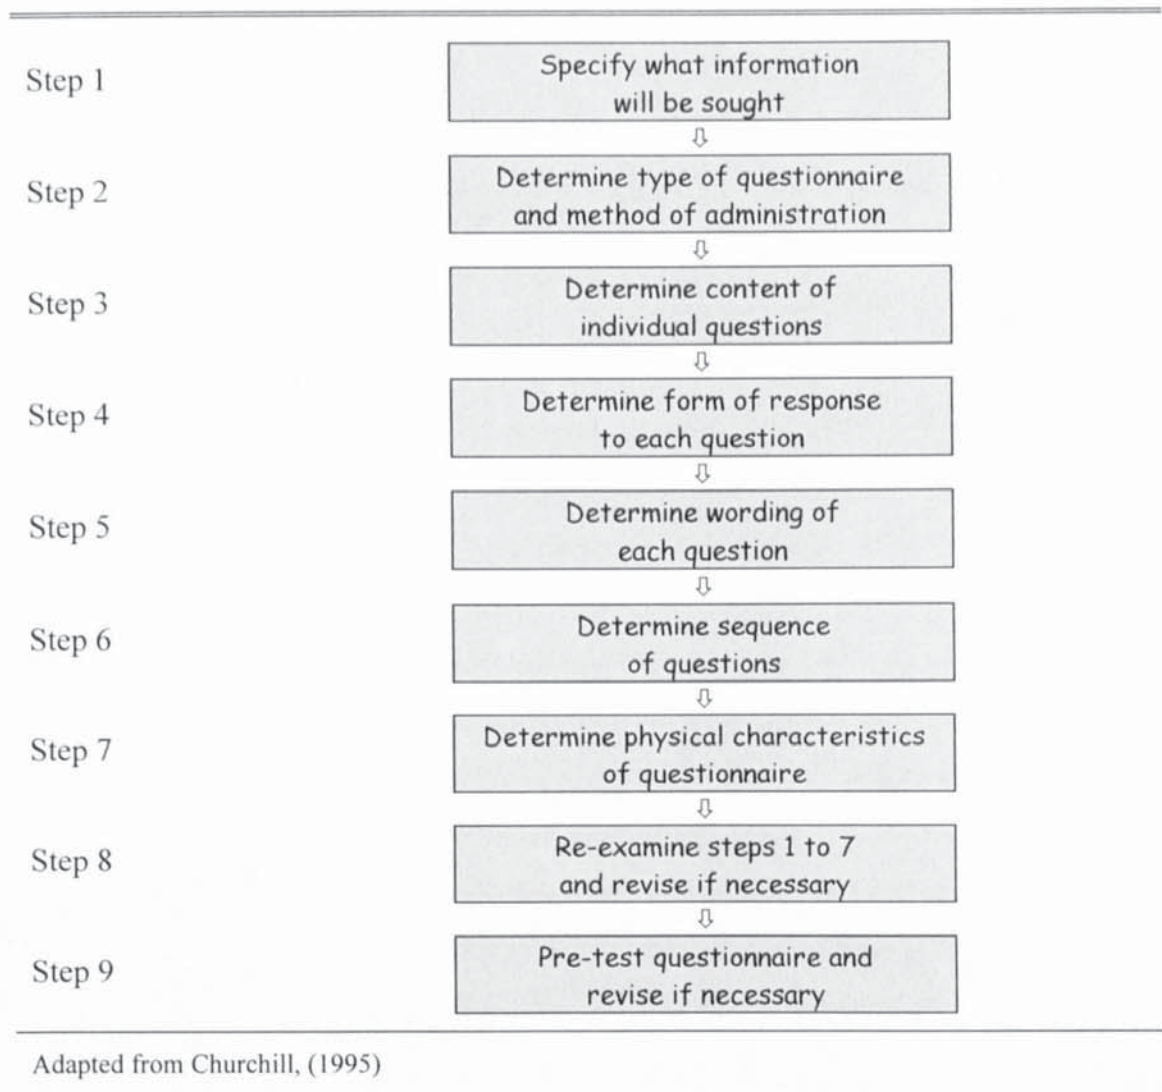 Step 1
Specify what information
will be sought
Step 2
Determine type of questionnaire
and method of administration
Step 3
Determine content of
individual questions
Step 4
Determine form of response
to each question
Step 5
Determine wording of
each question
Step 6
Determine sequence
of questions
Step 7
Determine physical characteristics
of questionnaire
Step 8
Re-examine steps 1 to 7
and revise if necessary
Step 9
Pre-test questionnaire and
revise if necessary
Adapted from Churchill, (1995)